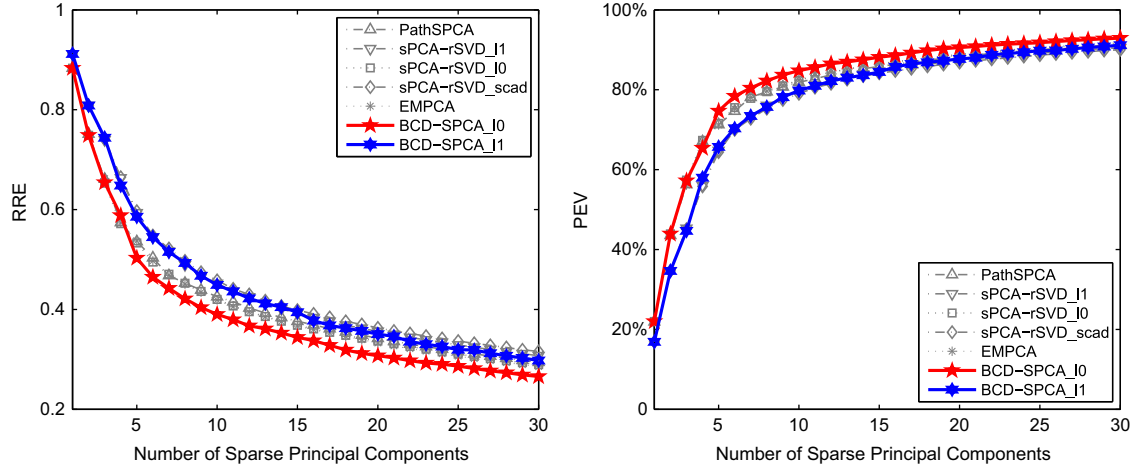 1
0.8
0.6
0.4
0.2
RRE
5
10
15
20
25
30
Number of Sparse Principal Components
PathSPCA
sPCA−rSVD_l1
sPCA−rSVD_l0
sPCA−rSVD_scad
EMPCA
BCD−SPCA_l0
BCD−SPCA_l1
100%
80%
60%
40%
20%
0
PEV
5
10
15
20
25
30
Number of Sparse Principal Components
PathSPCA
sPCA−rSVD_l1
sPCA−rSVD_l0
sPCA−rSVD_scad
EMPCA
BCD−SPCA_l0
BCD−SPCA_l1